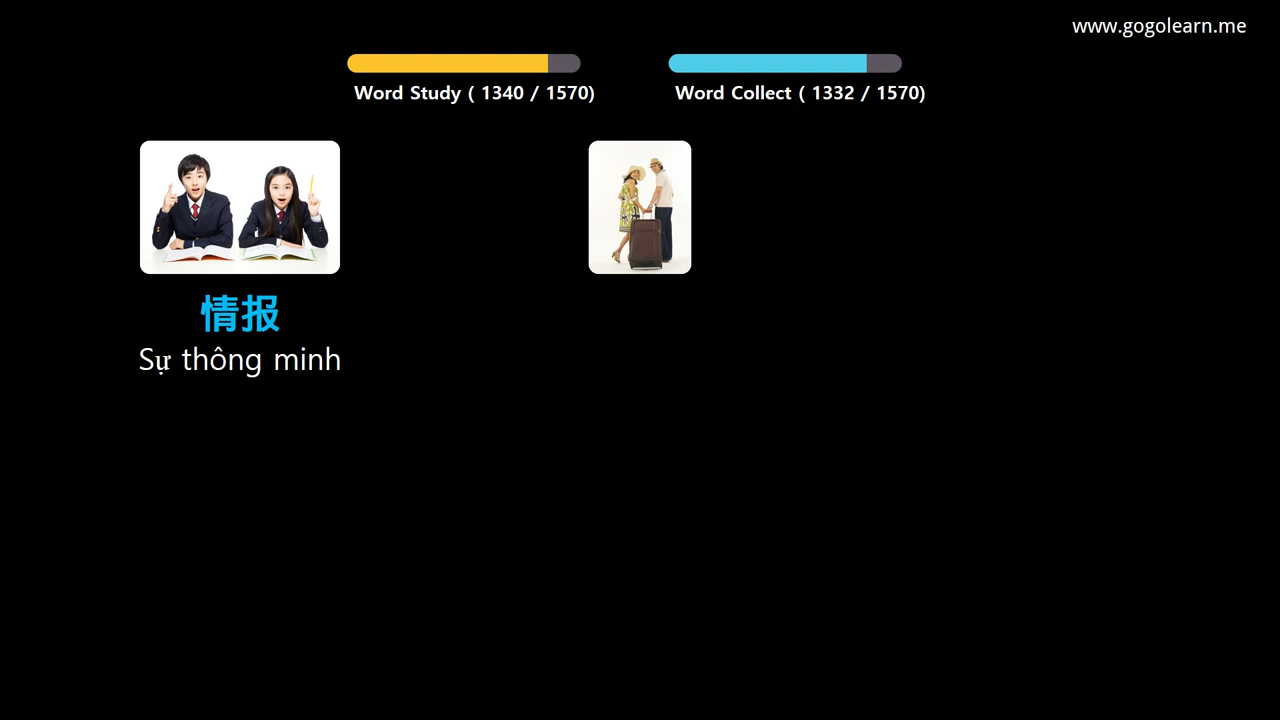 www.gogolearn.me
Word Study ( 1340 / 1570)
Word Collect ( 1332 / 1570)
情报
Sự thông minh